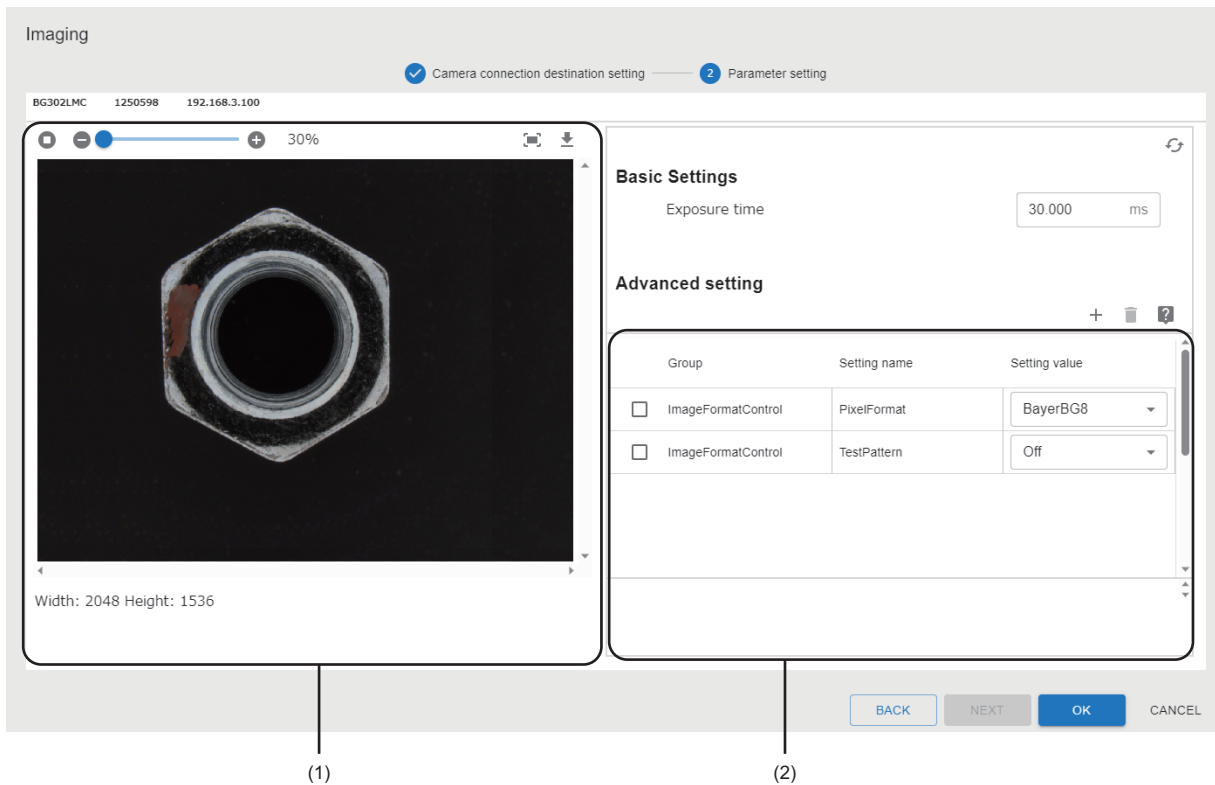 Imaging
Camera connection destination setting 2 Parameter setting
BG302LMC 1250598 192.168.3.100
30%
Basic Settings
Exposure time 30.000 ms
Advanced setting
Group Setting name Setting value
ImageFormatControl PixelFormat BayerBG8
ImageFormatControl TestPattern Off
Width: 2048 Height: 1536
BACK NEXT OK CANCEL
(1) (2)